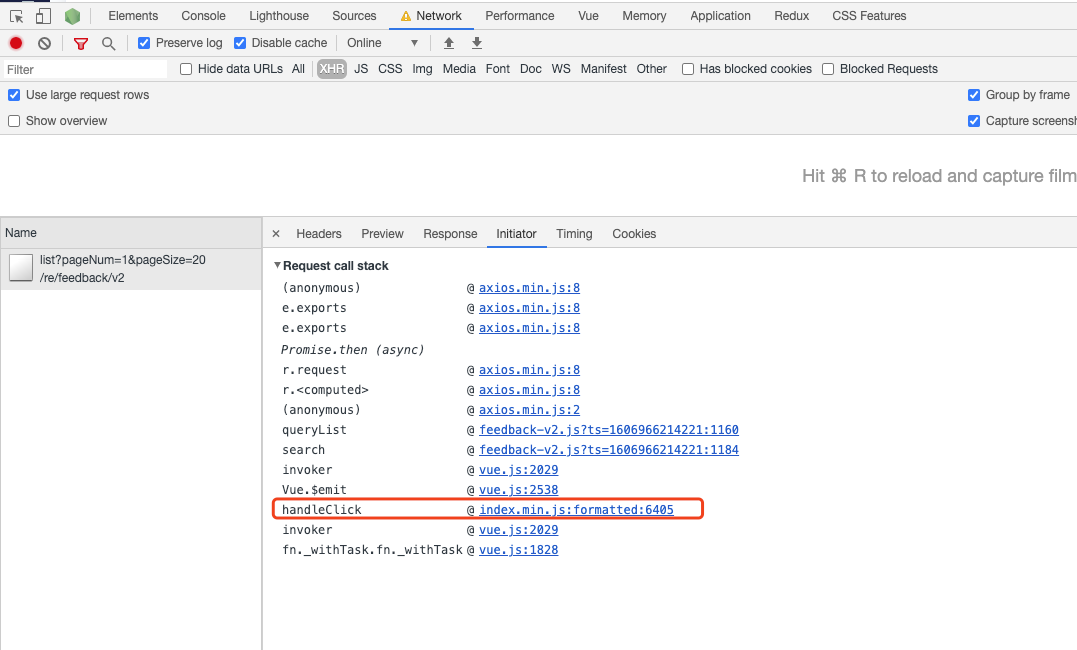 Elements Console Lighthouse Sources Network Performance Vue Memory Application Redux CSS Features
Preserve log Disable cache Online
Filter Hide data URLs All XHR JS CSS Img Media Font Doc WS Manifest Other Has blocked cookies Blocked Requests
Use large request rows Group by frame
Show overview Capture screensh
Hit ⌘ R to reload and capture film
Name × Headers Preview Response Initiator Timing Cookies
list?pageNum=1&pageSize=20
/re/feedback/v2
▼Request call stack
(anonymous) @ axios.min.js:8
e.exports @ axios.min.js:8
e.exports @ axios.min.js:8
Promise.then (async)
r.request @ axios.min.js:8
r.<computed> @ axios.min.js:8
(anonymous) @ axios.min.js:2
queryList @ feedback-v2.js?ts=1606966214221:1160
search @ feedback-v2.js?ts=1606966214221:1184
invoker @ vue.js:2029
Vue.$emit @ vue.js:2538
handleClick @ index.min.js:formatted:6405
invoker @ vue.js:2029
fn._withTask.fn._withTask @ vue.js:1828